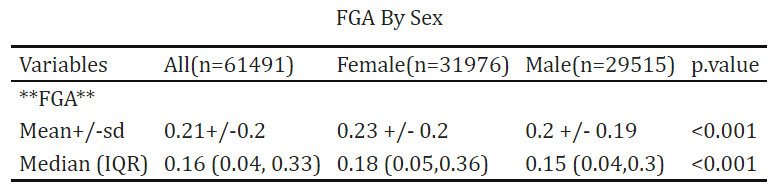 FGA By Sex
Variables All(n=61491) Female(n=31976) Male(n=29515) p.value
**FGA**
Mean+/-sd 0.21+/-0.2 0.23 +/- 0.2 0.2 +/- 0.19 <0.001
Median (IQR) 0.16 (0.04, 0.33) 0.18 (0.05,0.36) 0.15 (0.04,0.3) <0.001